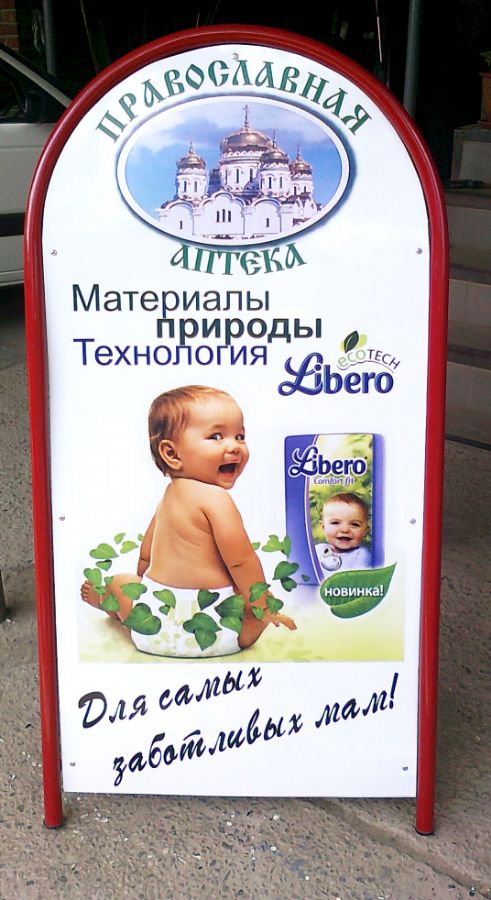 ПРАВОСЛАВНАЯ
АПТЕКА
Материалы
природы
Технология
ecoTECH
Libero
Libero
Comfort fit
НОВИНКА!
Для самых
заботливых мам!